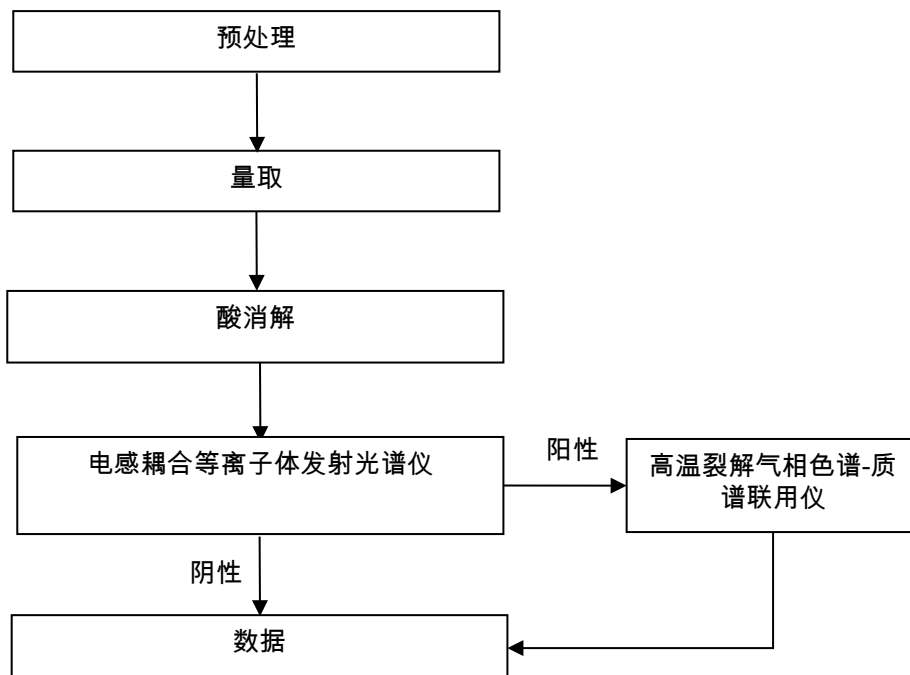 预处理
量取
酸消解
电感耦合等离子体发射光谱仪
阳性
高温裂解气相色谱-质
谱联用仪
阴性
数据